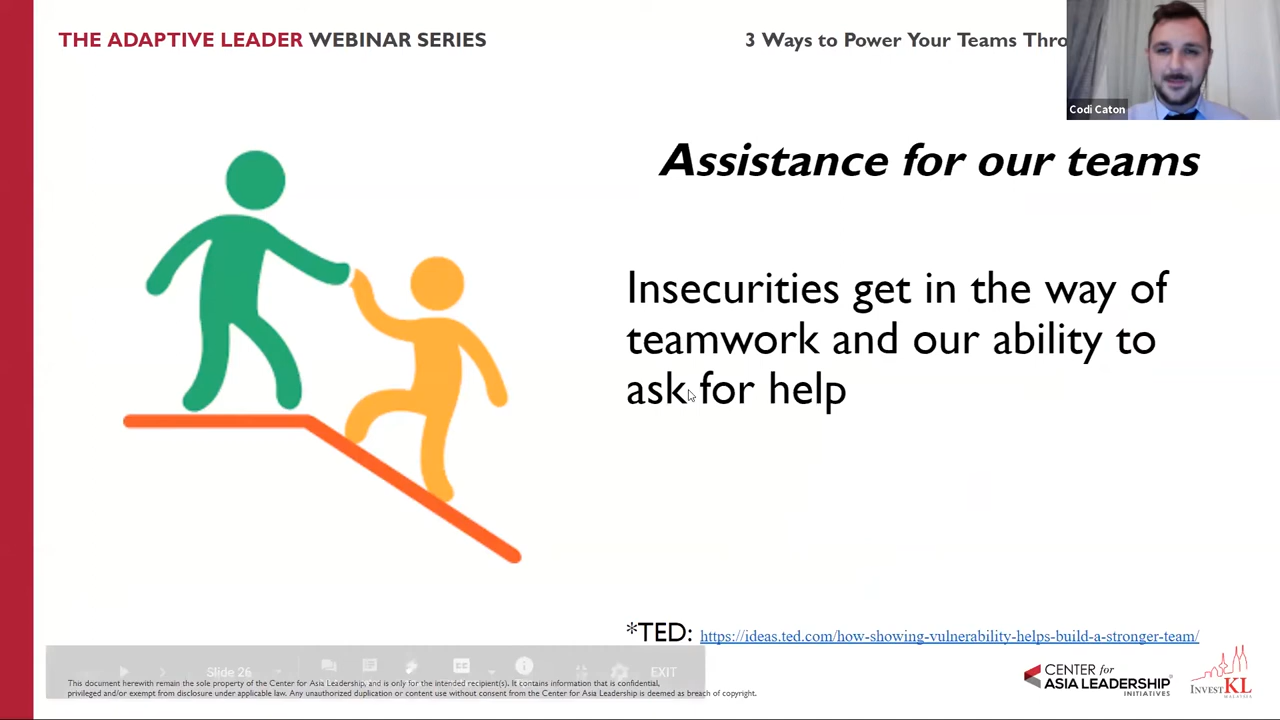 THE ADAPTIVE LEADER WEBINAR SERIES
3 Ways to Power Your Teams Thro
Codi Caton
Assistance for our teams
Insecurities get in the way of
teamwork and our ability to
ask for help
*TED: https://ideas.ted.com/how-showing-vulnerability-helps-build-a-stronger-team/
Slide 26
EXIT
This document herewith remain the sole property of the Center for Asia Leadership, and is only for the intended recipient(s). It contains information that is confidential,
privileged and/or exempt from disclosure under applicable law. Any unauthorized duplication or content use without consent from the Center for Asia Leadership is deemed as breach of copyright.
CENTER for
ASIA LEADERSHIP
INITIATIVES
INVEST KL
MALAYSIA